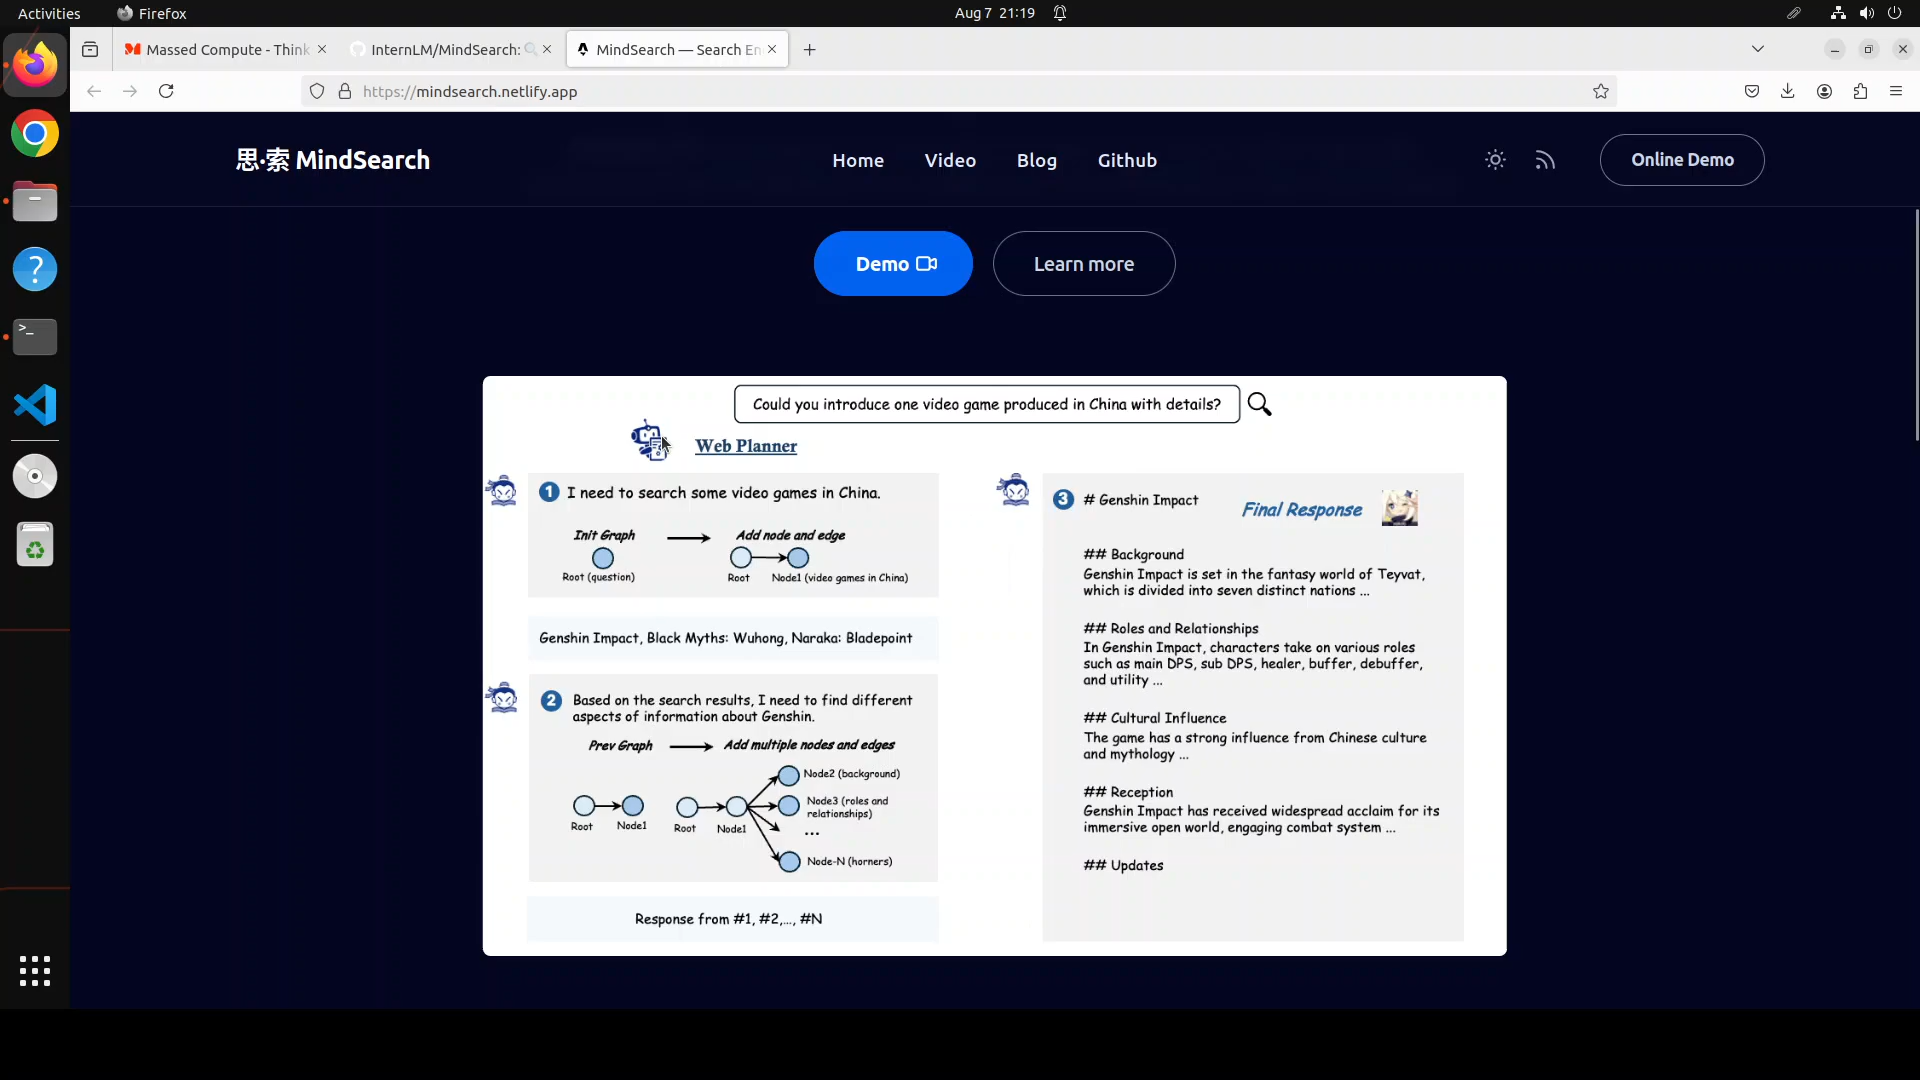 Activities
Firefox
Aug 7 21:19
Massed Compute - Think
InternLM/MindSearch:
MindSearch — Search En
https://mindsearch.netlify.app
思·索 MindSearch
Home
Video
Blog
Github
Online Demo
Demo
Learn more
Could you introduce one video game produced in China with details?
Web Planner
1 I need to search some video games in China.
Init Graph
Add node and edge
Root (question)
Root
Node1 (video games in China)
Genshin Impact, Black Myths: Wuhong, Naraka: Bladepoint
2 Based on the search results, I need to find different
aspects of information about Genshin.
Prev Graph
Add multiple nodes and edges
Node2 (background)
Node3 (roles and
relationships)
...
Root
Node1
Root
Node1
Node-N (horners)
Response from #1, #2,..., #N
3 # Genshin Impact
Final Response
## Background
Genshin Impact is set in the fantasy world of Teyvat,
which is divided into seven distinct nations ...
## Roles and Relationships
In Genshin Impact, characters take on various roles
such as main DPS, sub DPS, healer, buffer, debuffer,
and utility ...
## Cultural Influence
The game has a strong influence from Chinese culture
and mythology ...
## Reception
Genshin Impact has received widespread acclaim for its
immersive open world, engaging combat system ...
## Updates